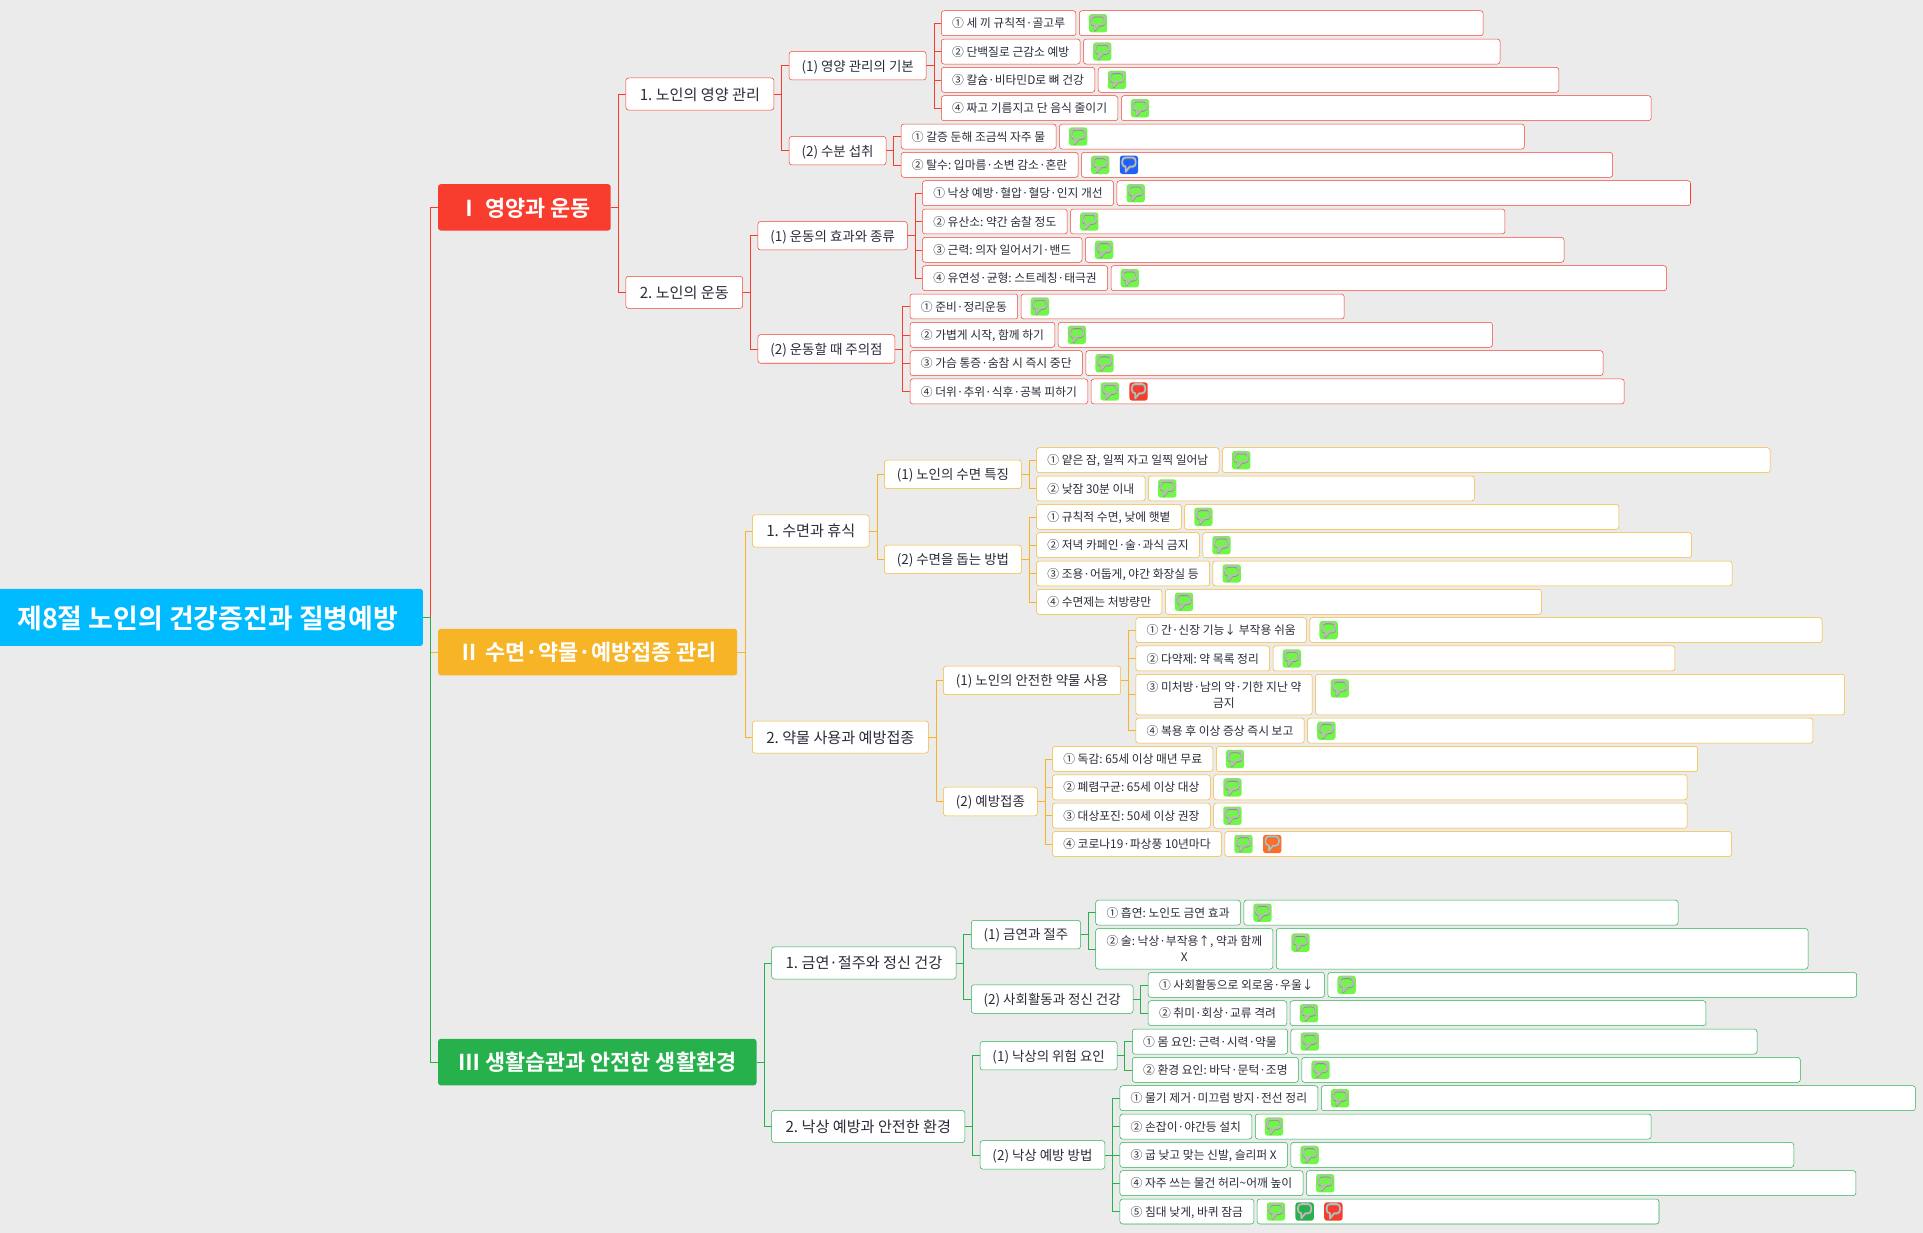 제8절 노인의 건강증진과 질병예방
Ⅰ 영양과 운동
1. 노인의 영양 관리
(1) 영양 관리의 기본
① 세 끼 규칙적·골고루
② 단백질로 근감소 예방
③ 칼슘·비타민D로 뼈 건강
④ 짜고 기름지고 단 음식 줄이기
(2) 수분 섭취
① 갈증 둔해 조금씩 자주 물
② 탈수: 입마름·소변 감소·혼란
2. 노인의 운동
(1) 운동의 효과와 종류
① 낙상 예방·혈압·혈당·인지 개선
② 유산소: 약간 숨찰 정도
③ 근력: 의자 일어서기·밴드
④ 유연성·균형: 스트레칭·태극권
(2) 운동할 때 주의점
① 준비·정리운동
② 가볍게 시작, 함께 하기
③ 가슴 통증·숨참 시 즉시 중단
④ 더위·추위·식후·공복 피하기
Ⅱ 수면·약물·예방접종 관리
1. 수면과 휴식
(1) 노인의 수면 특징
① 얕은 잠, 일찍 자고 일찍 일어남
② 낮잠 30분 이내
(2) 수면을 돕는 방법
① 규칙적 수면, 낮에 햇볕
② 저녁 카페인·술·과식 금지
③ 조용·어둡게, 야간 화장실 등
④ 수면제는 처방량만
2. 약물 사용과 예방접종
(1) 노인의 안전한 약물 사용
① 간·신장 기능↓ 부작용 쉬움
② 다약제: 약 목록 정리
③ 미처방·남의 약·기한 지난 약
금지
④ 복용 후 이상 증상 즉시 보고
(2) 예방접종
① 독감: 65세 이상 매년 무료
② 폐렴구균: 65세 이상 대상
③ 대상포진: 50세 이상 권장
④ 코로나19·파상풍 10년마다
Ⅲ 생활습관과 안전한 생활환경
1. 금연·절주와 정신 건강
(1) 금연과 절주
① 흡연: 노인도 금연 효과
② 술: 낙상·부작용↑, 약과 함께
X
(2) 사회활동과 정신 건강
① 사회활동으로 외로움·우울↓
② 취미·회상·교류 격려
2. 낙상 예방과 안전한 환경
(1) 낙상의 위험 요인
① 몸 요인: 근력·시력·약물
② 환경 요인: 바닥·문턱·조명
(2) 낙상 예방 방법
① 물기 제거·미끄럼 방지·전선 정리
② 손잡이·야간등 설치
③ 굽 낮고 맞는 신발, 슬리퍼 X
④ 자주 쓰는 물건 허리~어깨 높이
⑤ 침대 낮게, 바퀴 잠금